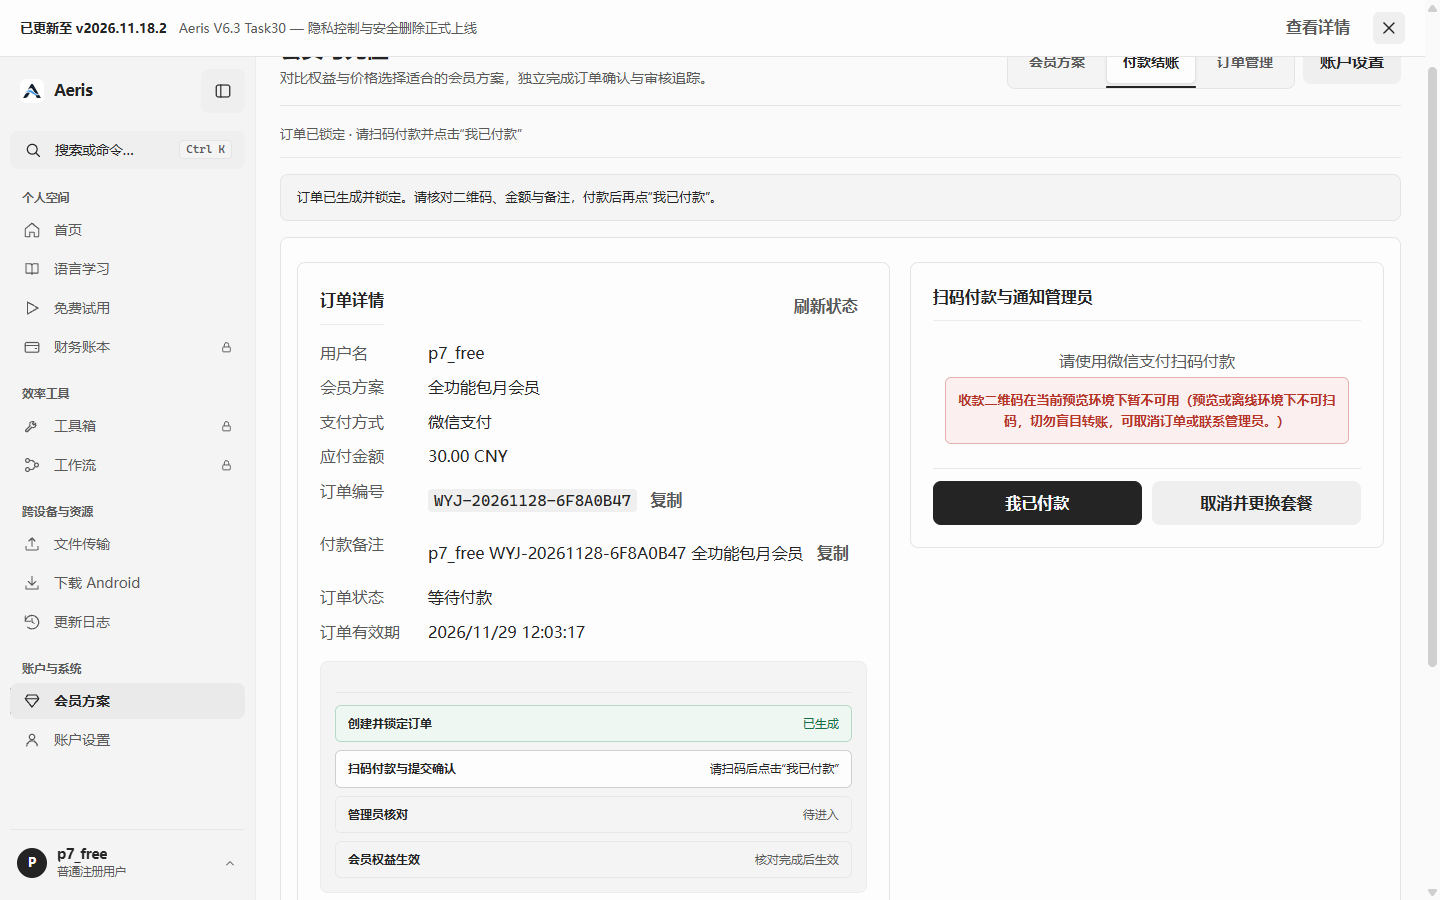 已更新至 v2026.11.18.2 Aeris V6.3 Task30 — 隐私控制与安全删除正式上线 查看详情
Aeris
搜索或命令... Ctrl K
个人空间
首页
语言学习
免费试用
财务账本
效率工具
工具箱
工作流
跨设备与资源
文件传输
下载 Android
更新日志
账户与系统
会员方案
账户设置
P
p7_free
普通注册用户
对比权益与价格选择适合的会员方案，独立完成订单确认与审核追踪。
会员方案 付款结账 订单管理 账户设置
订单已锁定 · 请扫码付款并点击“我已付款”
订单已生成并锁定。请核对二维码、金额与备注，付款后再点“我已付款”。
订单详情 刷新状态
用户名 p7_free
会员方案 全功能包月会员
支付方式 微信支付
应付金额 30.00 CNY
订单编号 WYJ-20261128-6F8A0B47 复制
付款备注 p7_free WYJ-20261128-6F8A0B47 全功能包月会员 复制
订单状态 等待付款
订单有效期 2026/11/29 12:03:17
创建并锁定订单 已生成
扫码付款与提交确认 请扫码后点击“我已付款”
管理员核对 待进入
会员权益生效 核对完成后生效
扫码付款与通知管理员
请使用微信支付扫码付款
收款二维码在当前预览环境下暂不可用（预览或离线环境下不可扫
码，切勿盲目转账，可取消订单或联系管理员。）
我已付款 取消并更换套餐